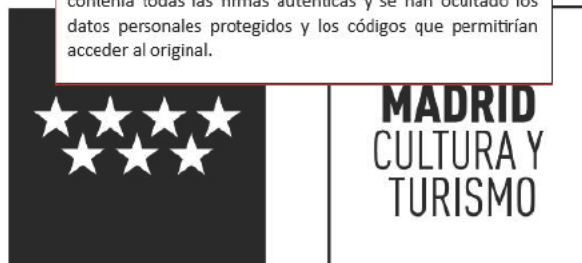 contenía todas las firmas auténticas y se han ocultado los
datos personales protegidos y los códigos que permitirían
acceder al original.
MADRID
CULTURA Y
TURISMO